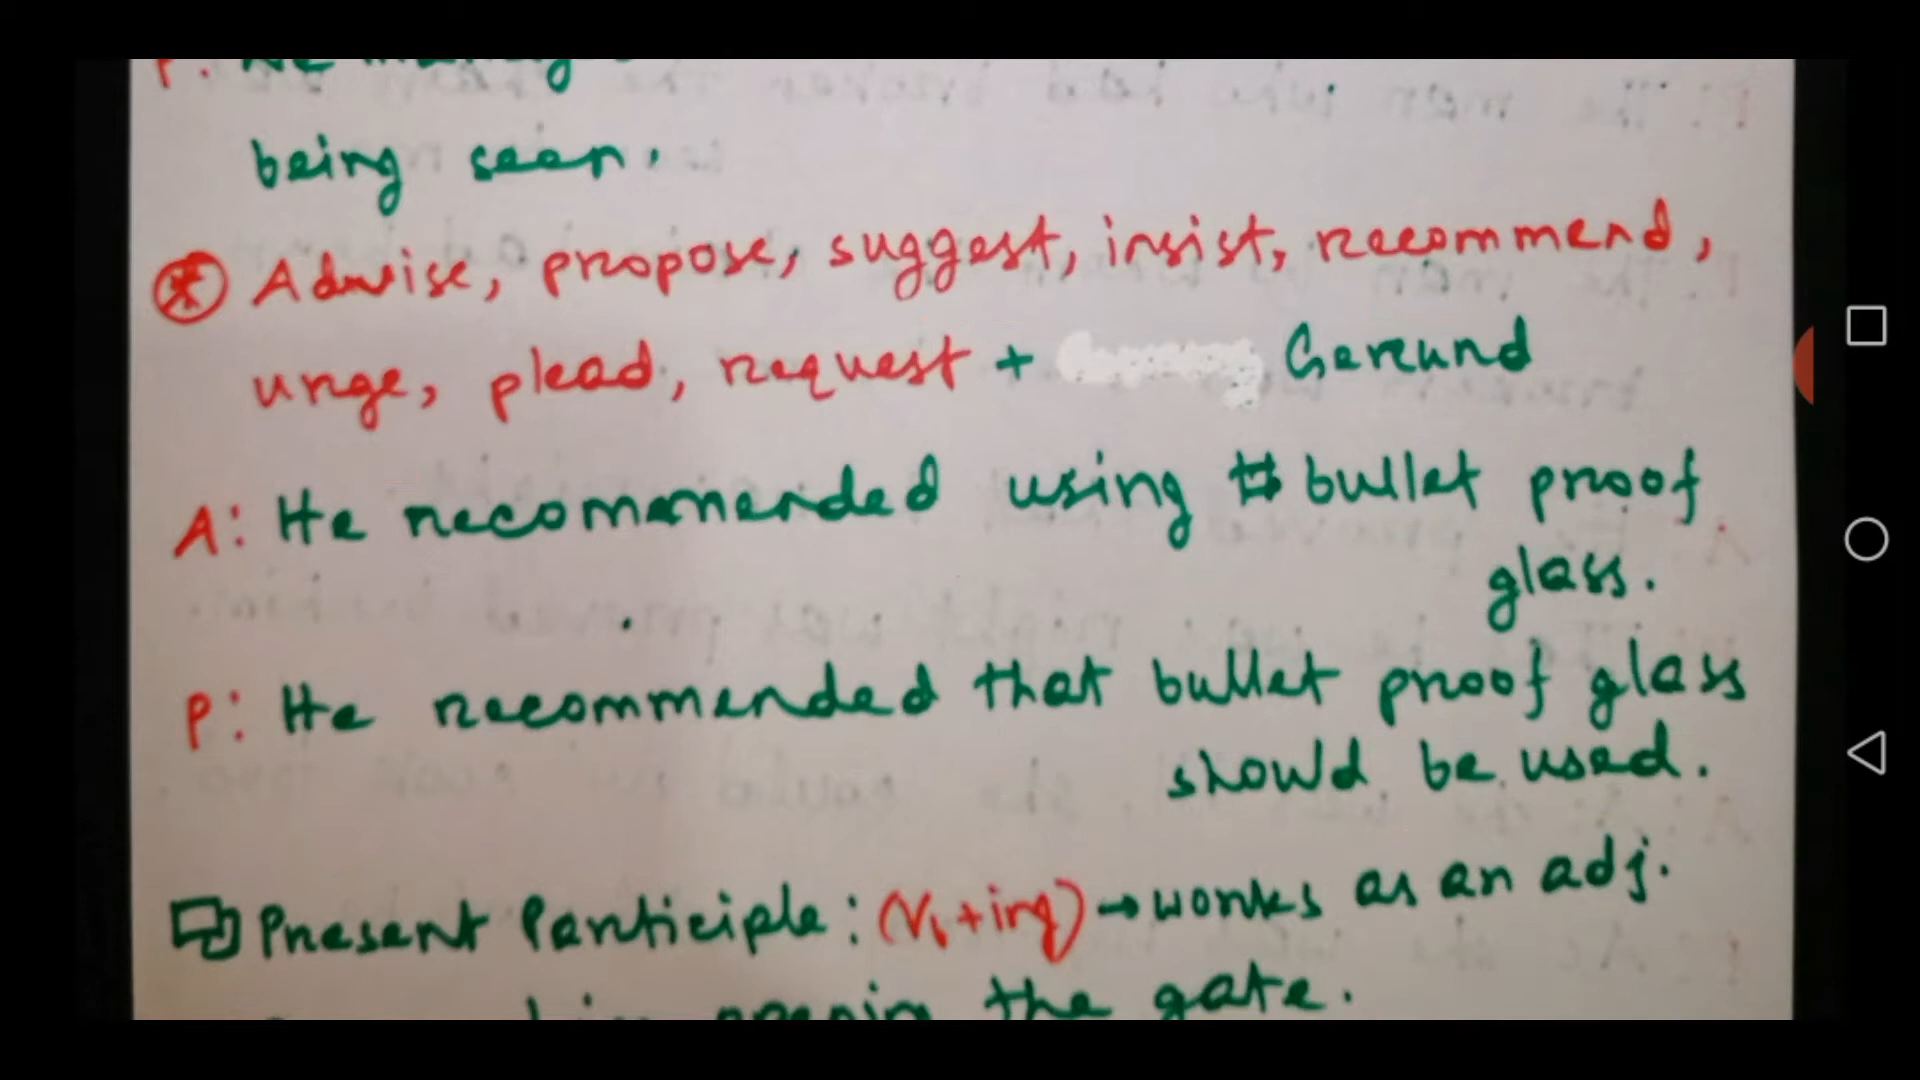 being seen.
Advise, propose, suggest, insist, recommend,
urge, plead, request + Gerund
A: He recommended using bullet proof
glass.
P: He recommended that bullet proof glass
should be used.
Present Participle: (V₁+ing) → works as an adj.
the gate.